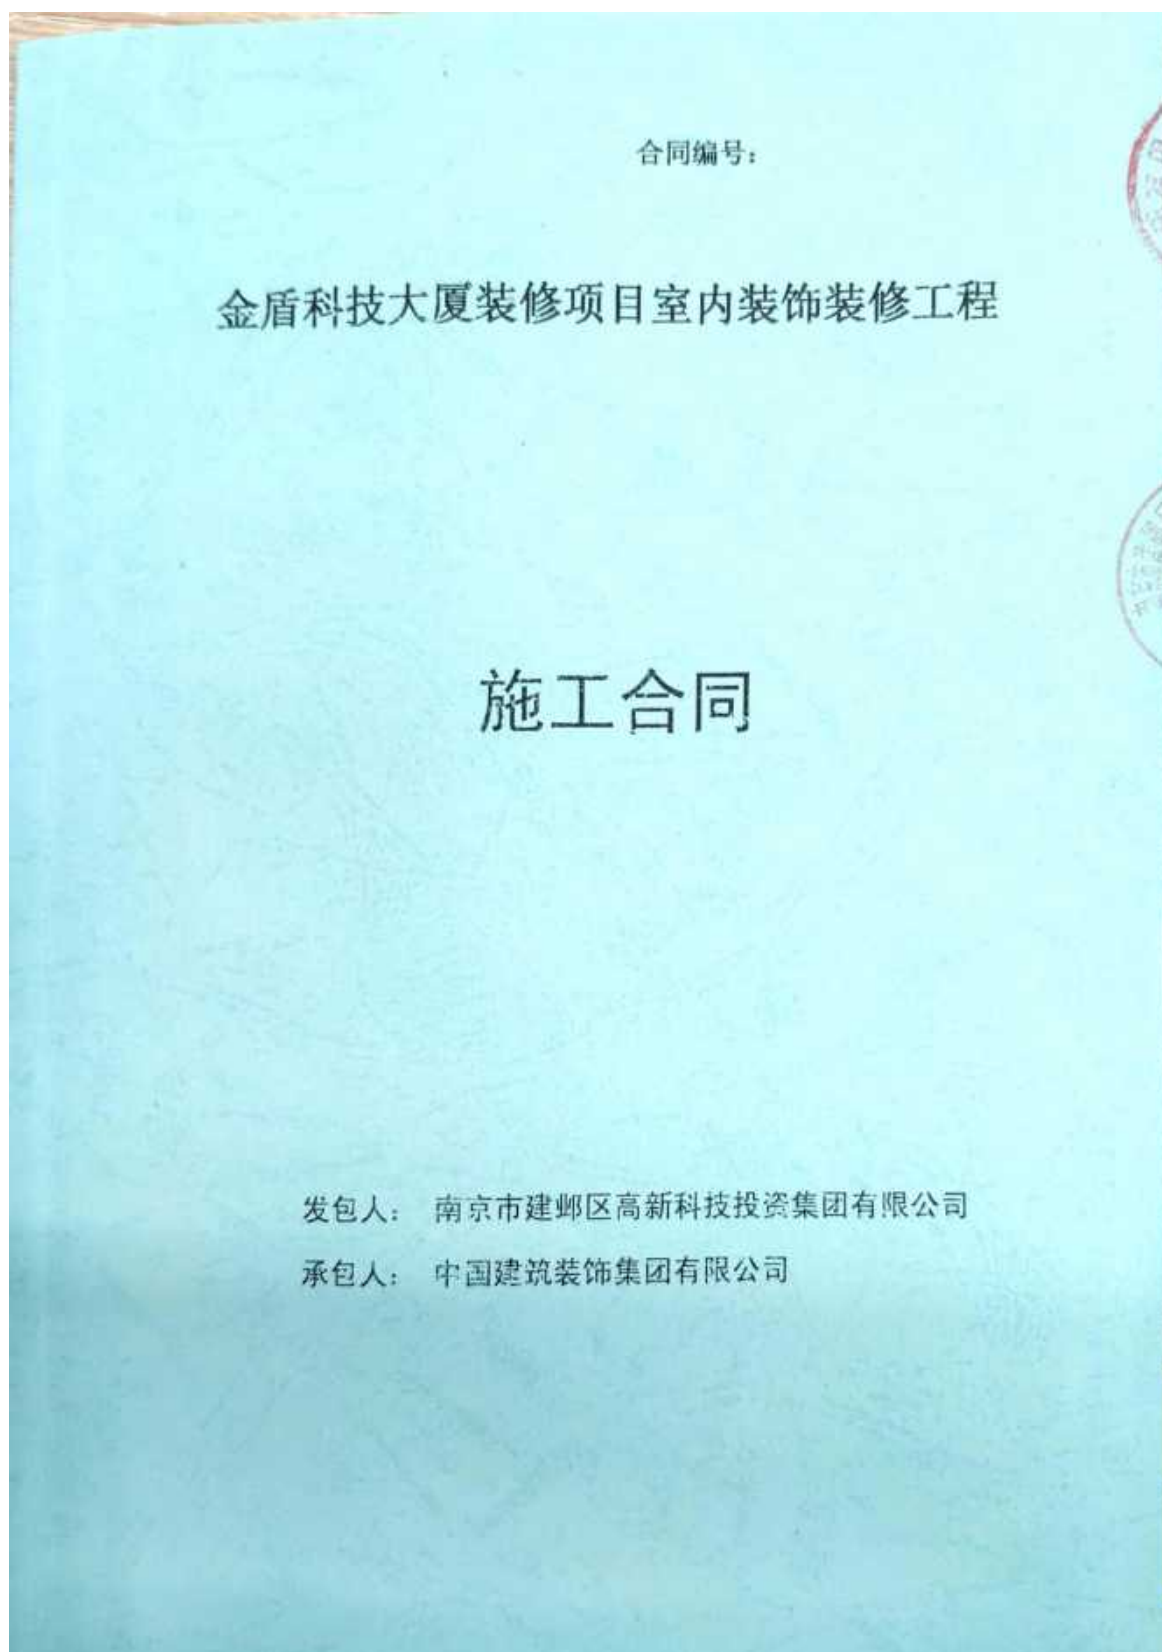 合同编号：
金盾科技大厦装修项目室内装饰装修工程
施工合同
发包人： 南京市建邺区高新科技投资集团有限公司
承包人： 中国建筑装饰集团有限公司